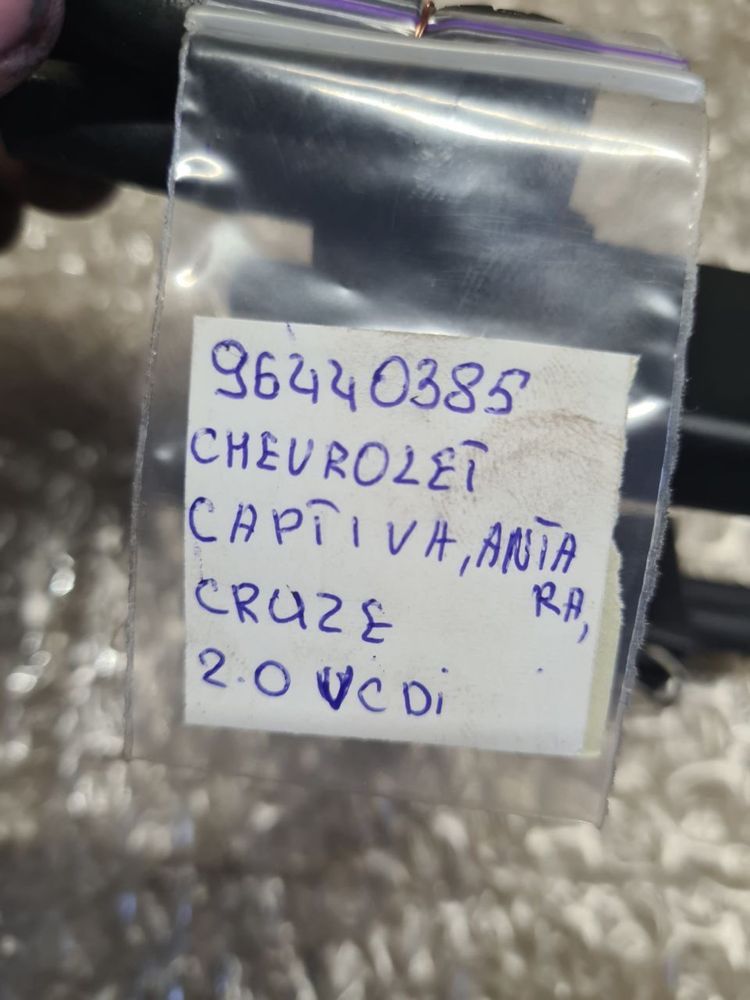 96440385
CHEVROLET
CAPTIVA, ANTA
RA,
CRUZE
2.0 VCDi